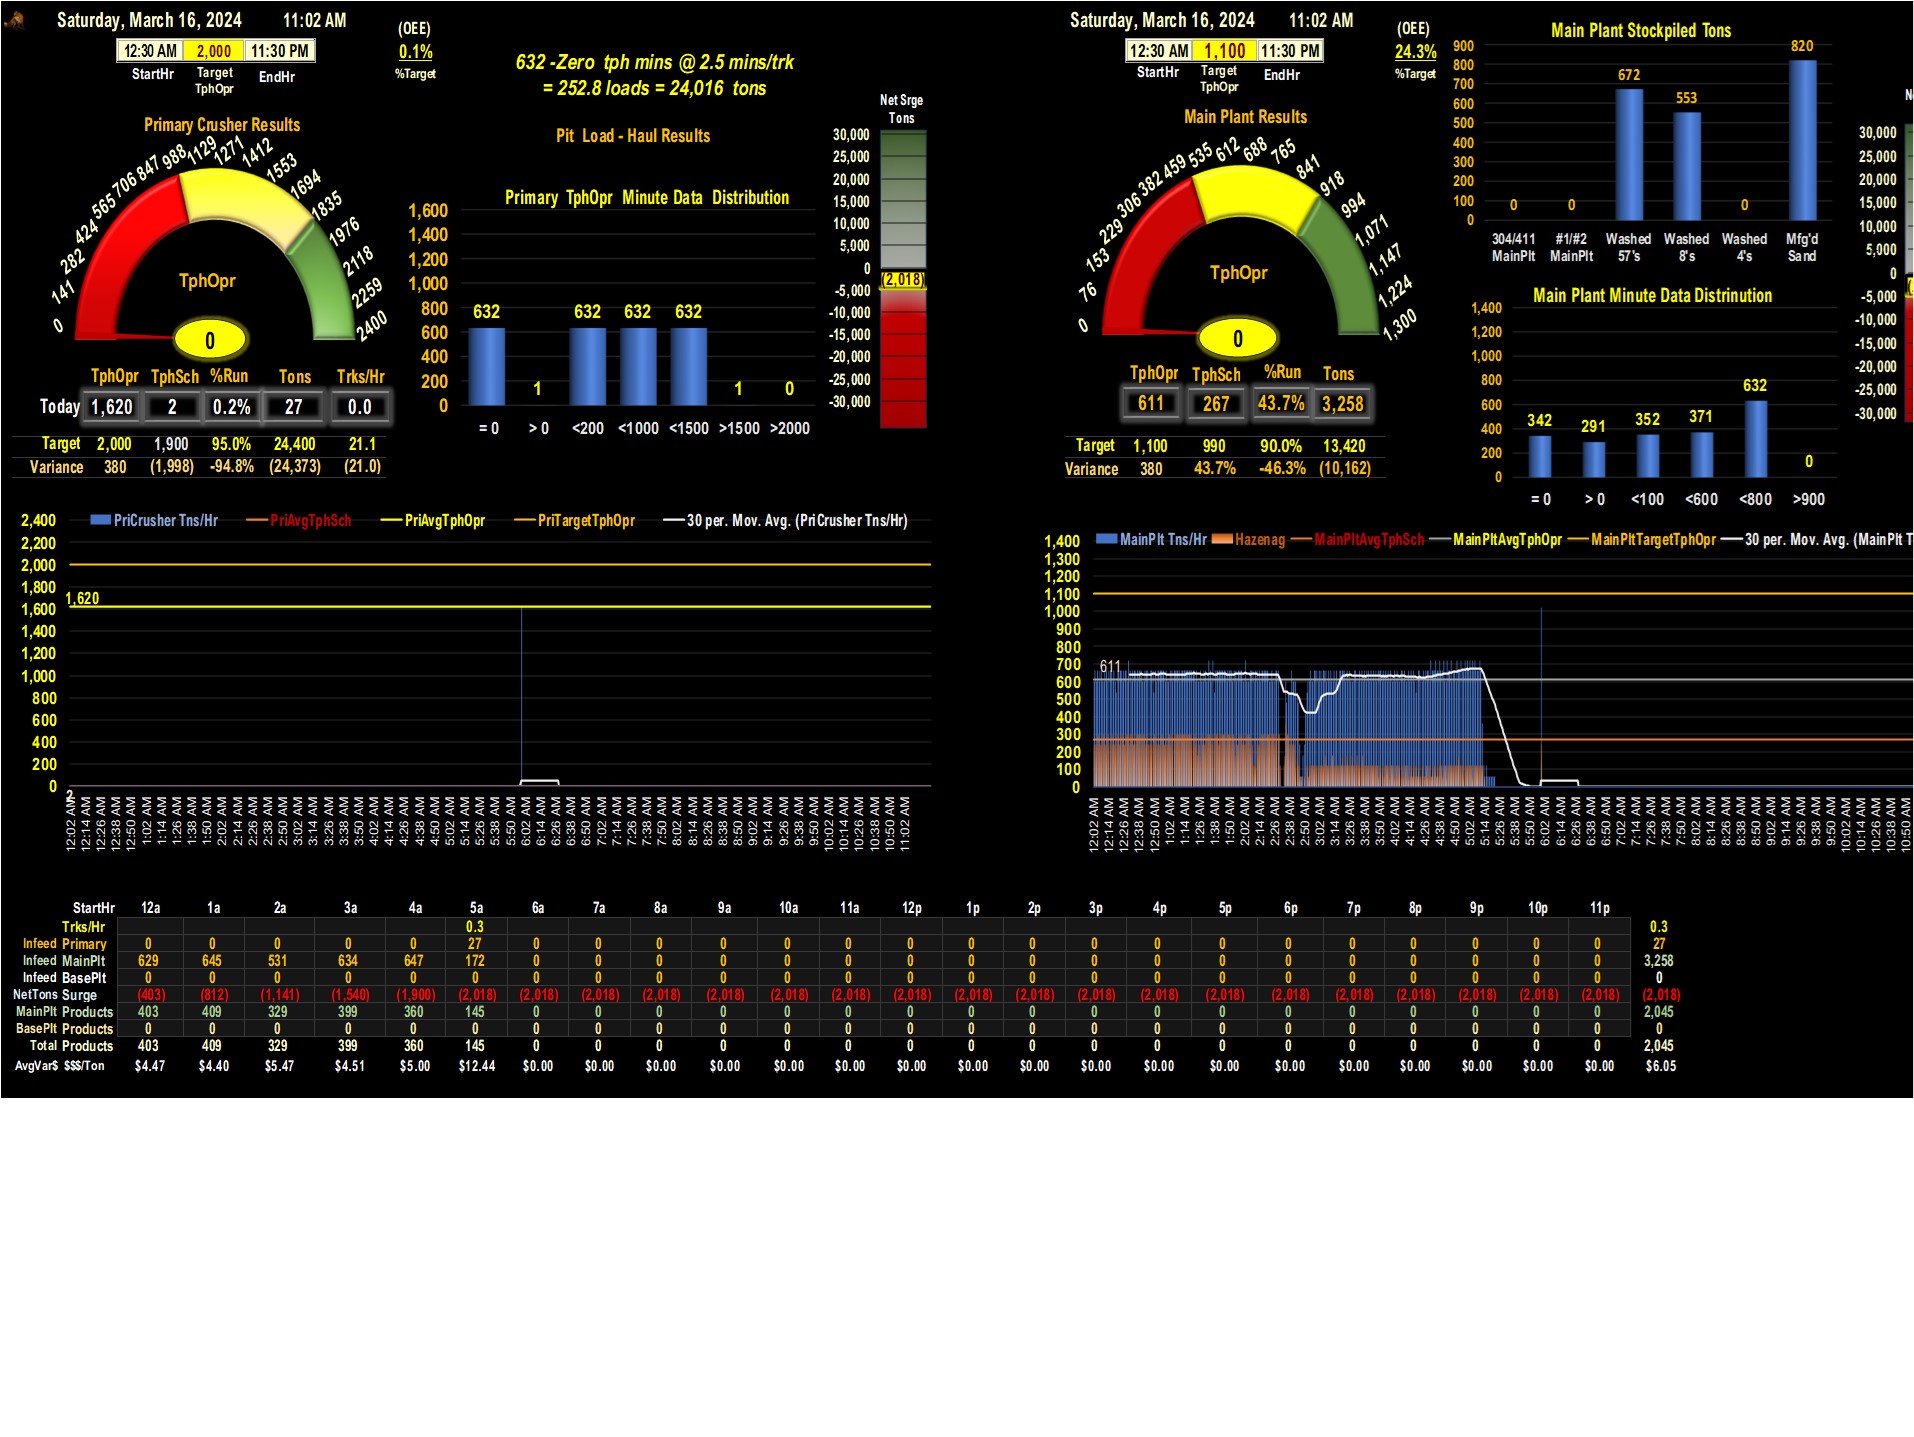 Saturday, March 16, 2024 11:02 AM
12:30 AM 2,000 11:30 PM
StartHr Target TphOpr EndHr
(OEE)
0.1%
%Target
632 -Zero tph mins @ 2.5 mins/trk
= 252.8 loads = 24,016 tons
Pit Load - Haul Results
Primary Crusher Results
0 141 282 424 565 706 847 988 1129 1271 1412 1553 1694 1835 1976 2118 2259 2400
TphOpr
0
TphOpr TphSch %Run Tons Trks/Hr
Today 1,620 2 0.2% 27 0.0
Target 2,000 1,900 95.0% 24,400 21.1
Variance 380 (1,998) -94.8% (24,373) (21.0)
Primary TphOpr Minute Data Distribution
1,600
1,400
1,200
1,000
800
600
400
200
0
632 1 632 632 632 1 0
= 0 > 0 <200 <1000 <1500 >1500 >2000
Net Srge
Tons
30,000
25,000
20,000
15,000
10,000
5,000
0
(2,018)
-5,000
-10,000
-15,000
-20,000
-25,000
-30,000
Saturday, March 16, 2024 11:02 AM
12:30 AM 1,100 11:30 PM
StartHr Target TphOpr EndHr
(OEE)
24.3%
%Target
Main Plant Results
0 76 153 229 306 382 459 535 612 688 765 841 918 994 1,071 1,147 1,224 1,300
TphOpr
0
TphOpr TphSch %Run Tons
611 267 43.7% 3,258
Target 1,100 990 90.0% 13,420
Variance 380 43.7% -46.3% (10,162)
Main Plant Stockpiled Tons
900
800
700
600
500
400
300
200
100
0
0 0 672 553 0 820
304/411 MainPlt #1/#2 MainPlt Washed 57's Washed 8's Washed 4's Mfg'd Sand
Main Plant Minute Data Distrinution
1,400
1,200
1,000
800
600
400
200
0
342 291 352 371 632 0
= 0 > 0 <100 <600 <800 >900
30,000
25,000
20,000
15,000
10,000
5,000
0
-5,000
-10,000
-15,000
-20,000
-25,000
-30,000
PriCrusher Tns/Hr PriAvgTphSch PriAvgTphOpr PriTargetTphOpr 30 per. Mov. Avg. (PriCrusher Tns/Hr)
2,400
2,200
2,000
1,800
1,600
1,400
1,200
1,000
800
600
400
200
0
1,620
2
12:02 AM 12:14 AM 12:26 AM 12:38 AM 12:50 AM 1:02 AM 1:14 AM 1:26 AM 1:38 AM 1:50 AM 2:02 AM 2:14 AM 2:26 AM 2:38 AM 2:50 AM 3:02 AM 3:14 AM 3:26 AM 3:38 AM 3:50 AM 4:02 AM 4:14 AM 4:26 AM 4:38 AM 4:50 AM 5:02 AM 5:14 AM 5:26 AM 5:38 AM 5:50 AM 6:02 AM 6:14 AM 6:26 AM 6:38 AM 6:50 AM 7:02 AM 7:14 AM 7:26 AM 7:38 AM 7:50 AM 8:02 AM 8:14 AM 8:26 AM 8:38 AM 8:50 AM 9:02 AM 9:14 AM 9:26 AM 9:38 AM 9:50 AM 10:02 AM 10:14 AM 10:26 AM 10:38 AM 10:50 AM 11:02 AM
MainPlt Tns/Hr Hazenag MainPltAvgTphSch MainPltAvgTphOpr MainPltTargetTphOpr 30 per. Mov. Avg. (MainPlt T
1,400
1,300
1,200
1,100
1,000
900
800
700
600
500
400
300
200
100
0
611
12:02 AM 12:14 AM 12:26 AM 12:38 AM 12:50 AM 1:02 AM 1:14 AM 1:26 AM 1:38 AM 1:50 AM 2:02 AM 2:14 AM 2:26 AM 2:38 AM 2:50 AM 3:02 AM 3:14 AM 3:26 AM 3:38 AM 3:50 AM 4:02 AM 4:14 AM 4:26 AM 4:38 AM 4:50 AM 5:02 AM 5:14 AM 5:26 AM 5:38 AM 5:50 AM 6:02 AM 6:14 AM 6:26 AM 6:38 AM 6:50 AM 7:02 AM 7:14 AM 7:26 AM 7:38 AM 7:50 AM 8:02 AM 8:14 AM 8:26 AM 8:38 AM 8:50 AM 9:02 AM 9:14 AM 9:26 AM 9:38 AM 9:50 AM 10:02 AM 10:14 AM 10:26 AM 10:38 AM 10:50 AM
StartHr 12a 1a 2a 3a 4a 5a 6a 7a 8a 9a 10a 11a 12p 1p 2p 3p 4p 5p 6p 7p 8p 9p 10p 11p
Trks/Hr 0.3 0.3
Infeed Primary 0 0 0 0 0 27 0 0 0 0 0 0 0 0 0 0 0 0 0 0 0 0 0 0 27
Infeed MainPlt 629 645 531 634 647 172 0 0 0 0 0 0 0 0 0 0 0 0 0 0 0 0 0 0 3,258
Infeed BasePlt 0 0 0 0 0 0 0 0 0 0 0 0 0 0 0 0 0 0 0 0 0 0 0 0 0
NetTons Surge (403) (812) (1,141) (1,540) (1,900) (2,018) (2,018) (2,018) (2,018) (2,018) (2,018) (2,018) (2,018) (2,018) (2,018) (2,018) (2,018) (2,018) (2,018) (2,018) (2,018) (2,018) (2,018) (2,018) (2,018)
MainPlt Products 403 409 329 399 360 145 0 0 0 0 0 0 0 0 0 0 0 0 0 0 0 0 0 0 2,045
BasePlt Products 0 0 0 0 0 0 0 0 0 0 0 0 0 0 0 0 0 0 0 0 0 0 0 0 0
Total Products 403 409 329 399 360 145 0 0 0 0 0 0 0 0 0 0 0 0 0 0 0 0 0 0 2,045
AvgVar$ $$$/Ton $4.47 $4.40 $5.47 $4.51 $5.00 $12.44 $0.00 $0.00 $0.00 $0.00 $0.00 $0.00 $0.00 $0.00 $0.00 $0.00 $0.00 $0.00 $0.00 $0.00 $0.00 $0.00 $0.00 $0.00 $6.05